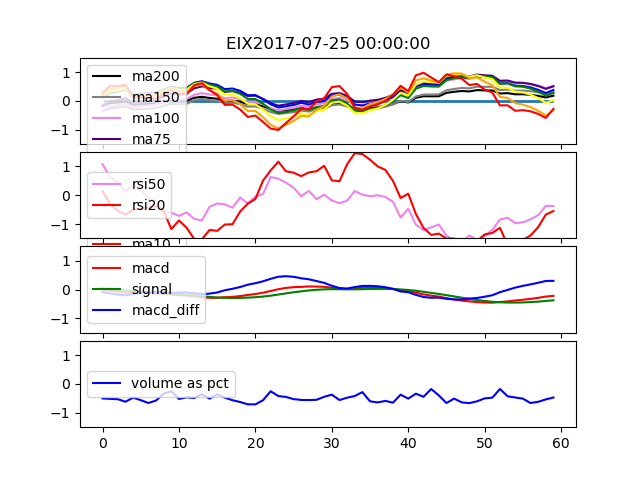 EIX2017-07-25 00:00:00
1
0
−1
ma200
ma150
ma100
ma75
1
0
−1
rsi50
rsi20
ma10
1
0
−1
macd
signal
macd_diff
1
0
−1
volume as pct
0 10 20 30 40 50 60